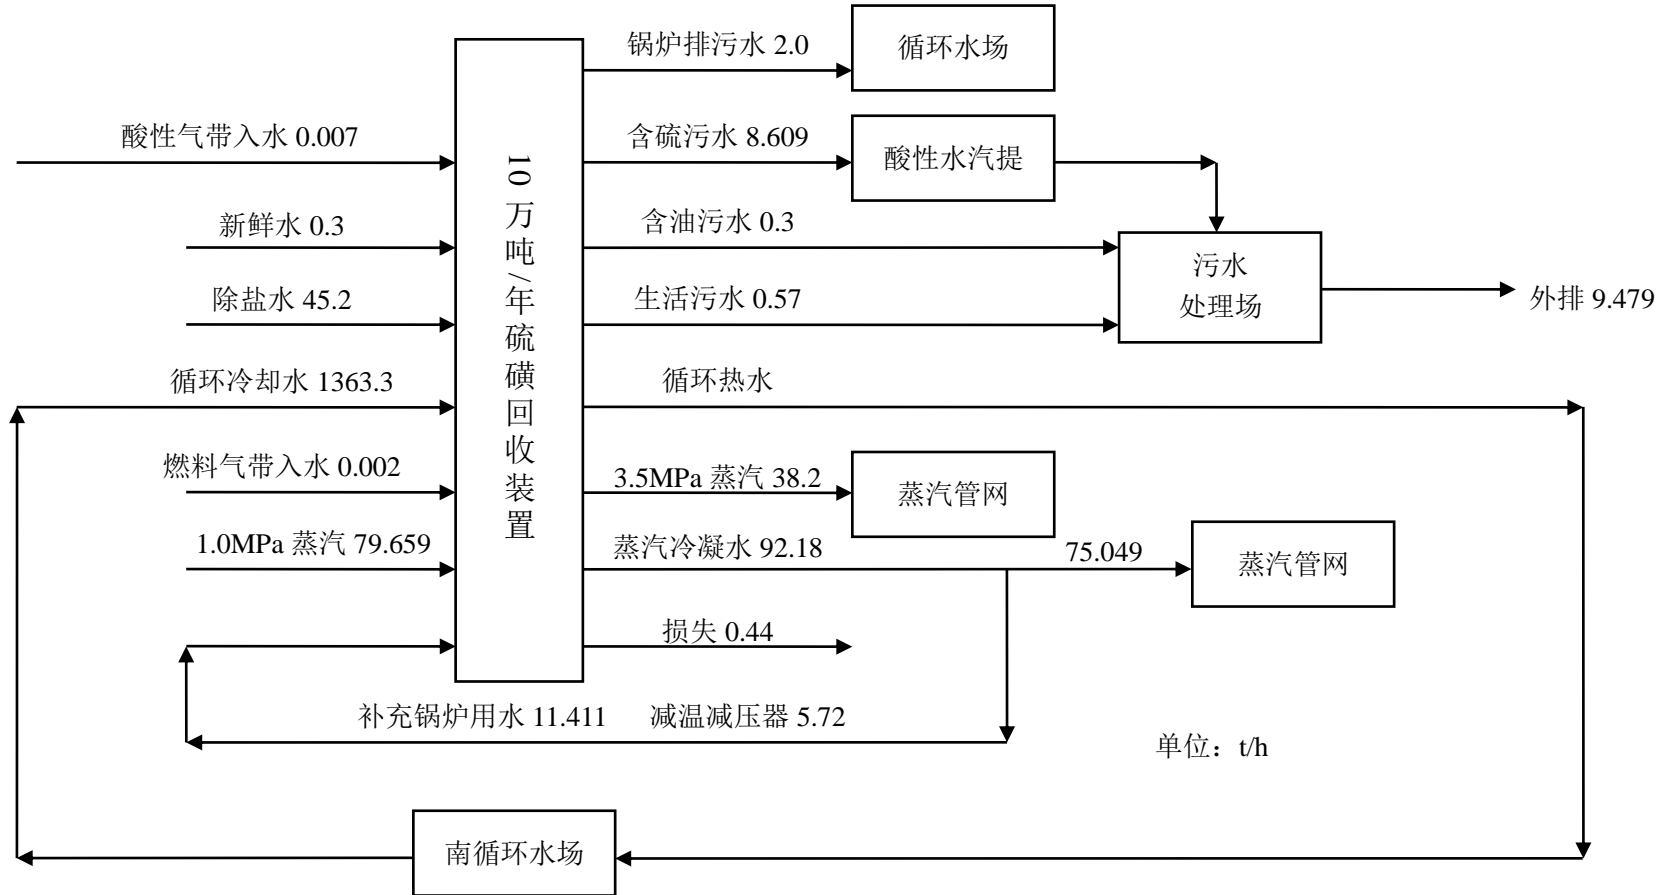 锅炉排污水 2.0
循环水场
酸性气带入水 0.007
含硫污水 8.609
酸性水汽提
新鲜水 0.3
含油污水 0.3
污水
处理场
除盐水 45.2
生活污水 0.57
外排 9.479
10万吨/年硫磺回收装置
循环冷却水 1363.3
循环热水
燃料气带入水 0.002
3.5MPa 蒸汽 38.2
蒸汽管网
1.0MPa 蒸汽 79.659
蒸汽冷凝水 92.18
75.049
蒸汽管网
损失 0.44
补充锅炉用水 11.411
减温减压器 5.72
单位：t/h
南循环水场